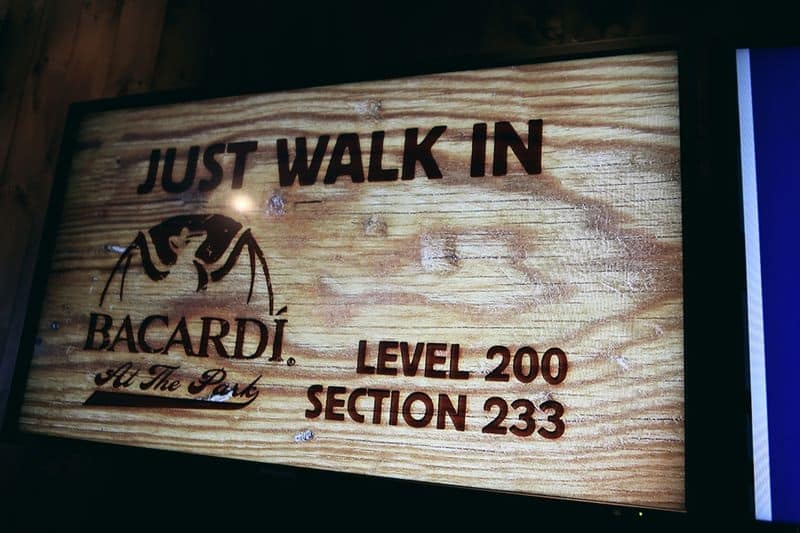 JUST WALK IN
BACARDÍ®
At The Park
LEVEL 200
SECTION 233